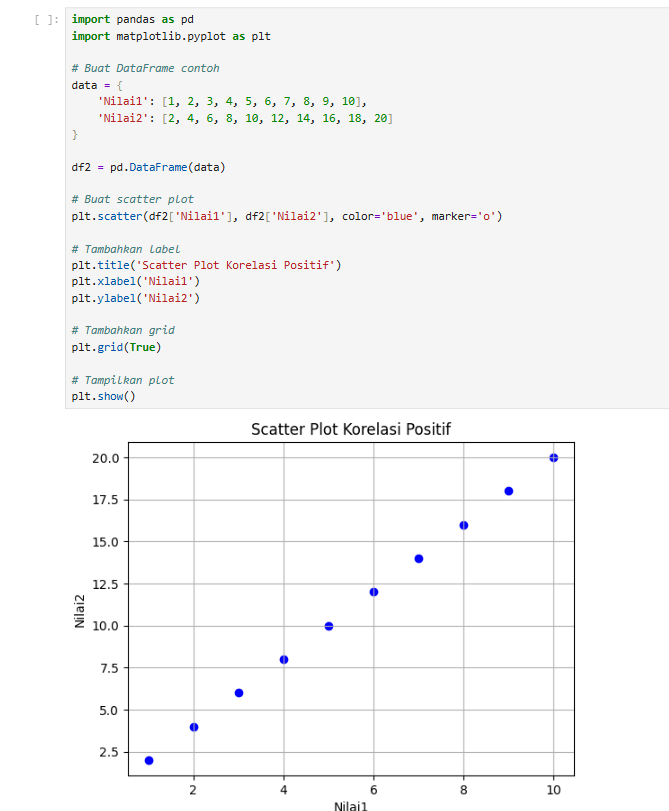 [ ]: import pandas as pd
import matplotlib.pyplot as plt
# Buat DataFrame contoh
data = {
    'Nilai1': [1, 2, 3, 4, 5, 6, 7, 8, 9, 10],
    'Nilai2': [2, 4, 6, 8, 10, 12, 14, 16, 18, 20]
}
df2 = pd.DataFrame(data)
# Buat scatter plot
plt.scatter(df2['Nilai1'], df2['Nilai2'], color='blue', marker='o')
# Tambahkan label
plt.title('Scatter Plot Korelasi Positif')
plt.xlabel('Nilai1')
plt.ylabel('Nilai2')
# Tambahkan grid
plt.grid(True)
# Tampilkan plot
plt.show()
Scatter Plot Korelasi Positif
20.0
17.5
15.0
12.5
10.0
7.5
5.0
2.5
Nilai2
2 4 6 8 10
Nilai1